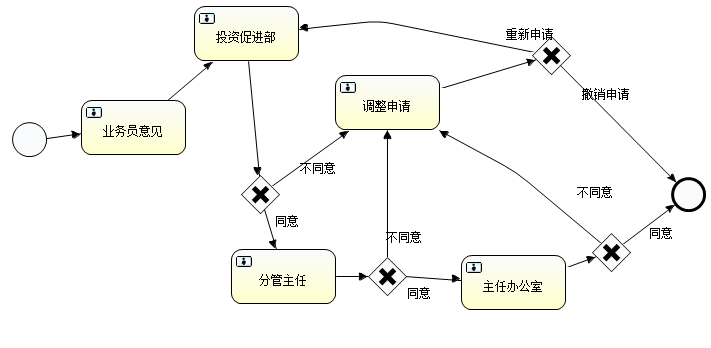 投资促进部
重新申请
调整申请
撤销申请
业务员意见
不同意
不同意
同意
同意
不同意
分管主任
同意
主任办公室